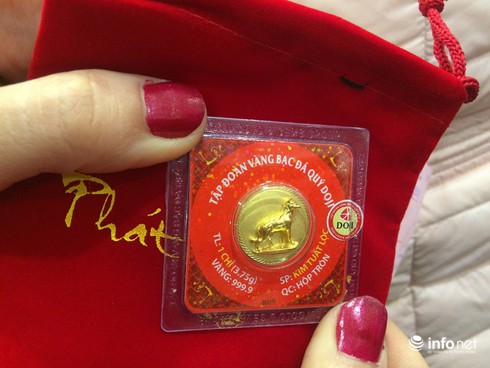 Phát
TẬP ĐOÀN VÀNG BẠC ĐÁ QUÝ DOJI
DOJI
TL: 1 CHỈ (3,75g)
VÀNG: 999.9
SP: KIM TUẤT LỘC
QC: HỘP TRÒN
infonet